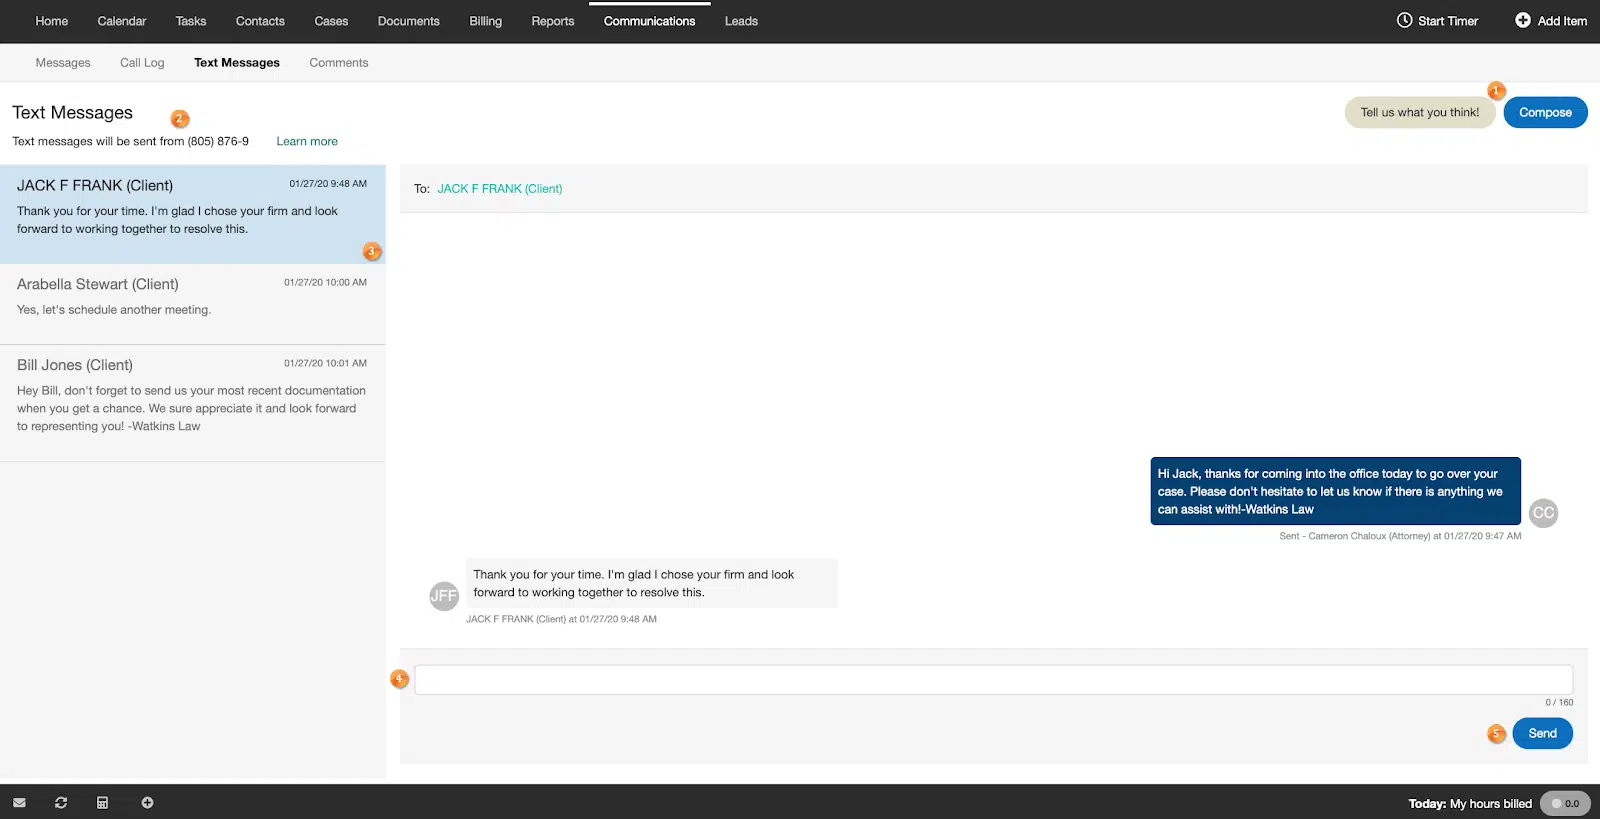 Home Calendar Tasks Contacts Cases Documents Billing Reports Communications Leads Start Timer Add Item
Messages Call Log Text Messages Comments
Text Messages
2
1
Tell us what you think!
Compose
Text messages will be sent from (805) 876-9 Learn more
JACK F FRANK (Client) 01/27/20 9:48 AM
Thank you for your time. I'm glad I chose your firm and look
forward to working together to resolve this.
3
Arabella Stewart (Client) 01/27/20 10:00 AM
Yes, let's schedule another meeting.
Bill Jones (Client) 01/27/20 10:01 AM
Hey Bill, don't forget to send us your most recent documentation
when you get a chance. We sure appreciate it and look forward
to representing you! -Watkins Law
To: JACK F FRANK (Client)
Hi Jack, thanks for coming into the office today to go over your
case. Please don't hesitate to let us know if there is anything we
can assist with!-Watkins Law
CC
Sent - Cameron Chaloux (Attorney) at 01/27/20 9:47 AM
Thank you for your time. I'm glad I chose your firm and look
forward to working together to resolve this.
JFF
JACK F FRANK (Client) at 01/27/20 9:48 AM
4
0 / 160
5
Send
Today: My hours billed 0.0